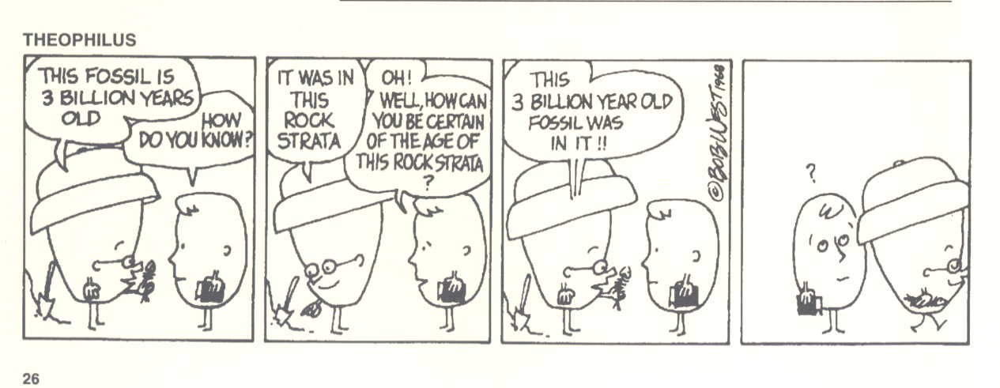 THEOPHILUS
THIS FOSSIL IS
3 BILLION YEARS
OLD
HOW
DO YOU KNOW?
IT WAS IN
THIS
ROCK
STRATA
OH!
WELL, HOW CAN
YOU BE CERTAIN
OF THE AGE OF
THIS ROCK STRATA
?
THIS
3 BILLION YEAR OLD
FOSSIL WAS
IN IT !!
© BOB WEST 1968
?
26